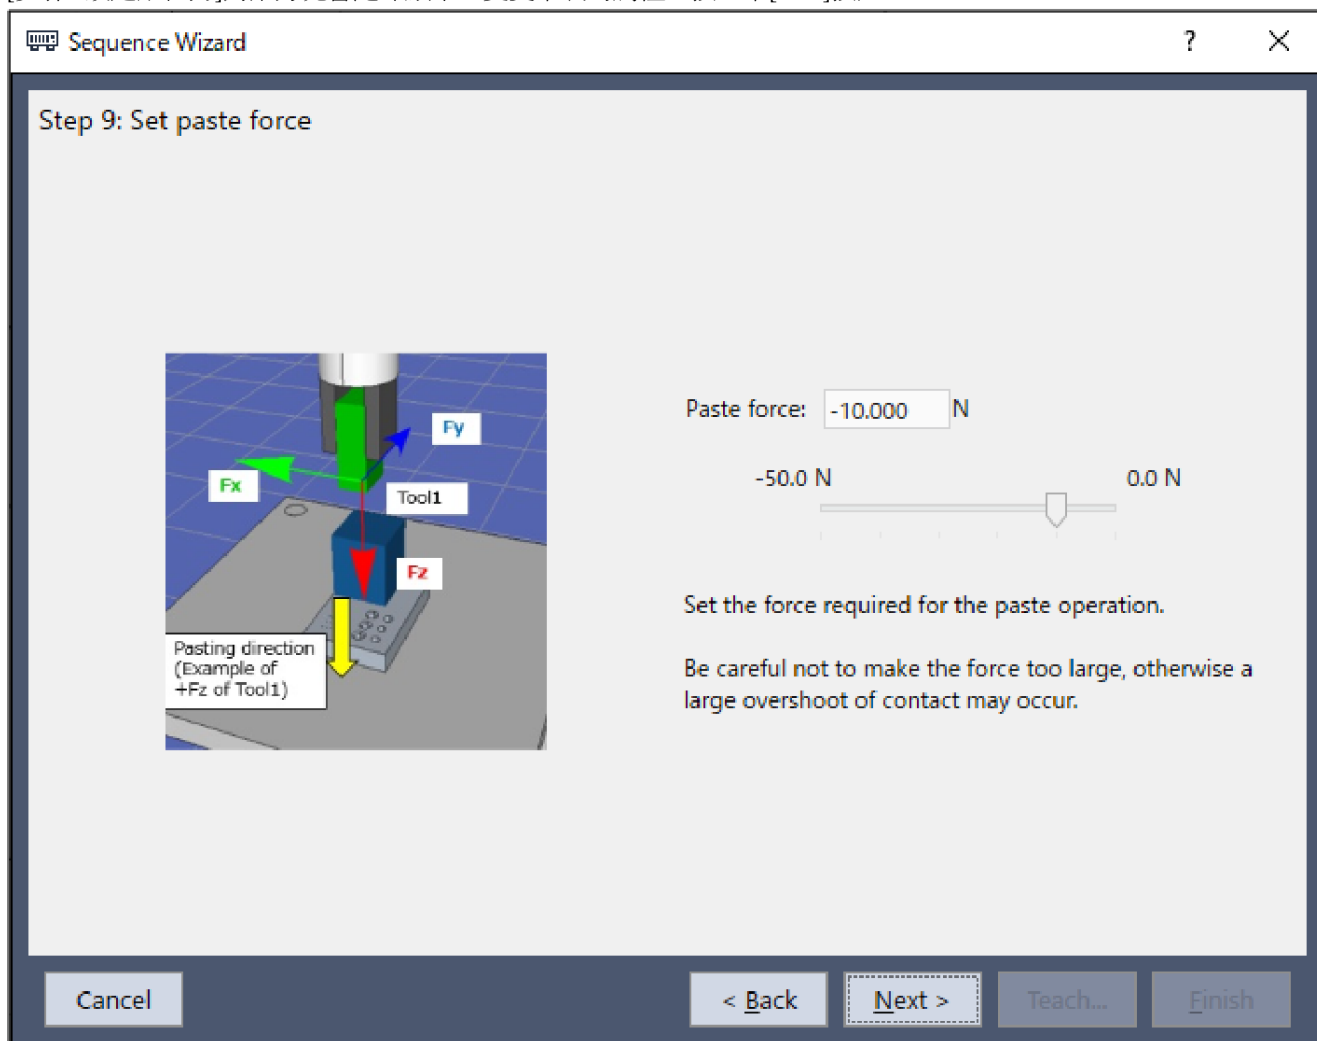 Sequence Wizard
?
Step 9: Set paste force
Fy
Fx
Tool1
Fz
Pasting direction
(Example of
+Fz of Tool1)
Paste force: -10.000 N
-50.0 N 0.0 N
Set the force required for the paste operation.
Be careful not to make the force too large, otherwise a
large overshoot of contact may occur.
Cancel
< Back
Next >
Teach...
Finish